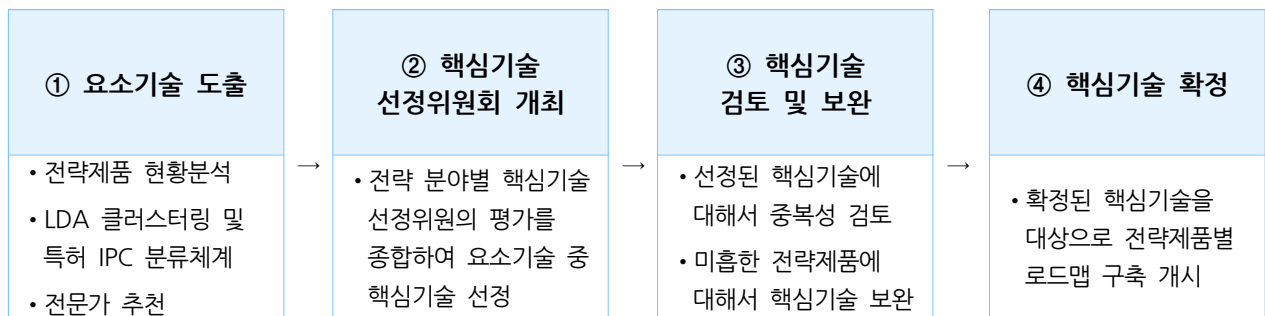 ① 요소기술 도출
• 전략제품 현황분석
• LDA 클러스터링 및
특허 IPC 분류체계
• 전문가 추천
→
② 핵심기술
선정위원회 개최
• 전략 분야별 핵심기술
선정위원의 평가를
종합하여 요소기술 중
핵심기술 선정
→
③ 핵심기술
검토 및 보완
• 선정된 핵심기술에
대해서 중복성 검토
• 미흡한 전략제품에
대해서 핵심기술 보완
→
④ 핵심기술 확정
• 확정된 핵심기술을
대상으로 전략제품별
로드맵 구축 개시